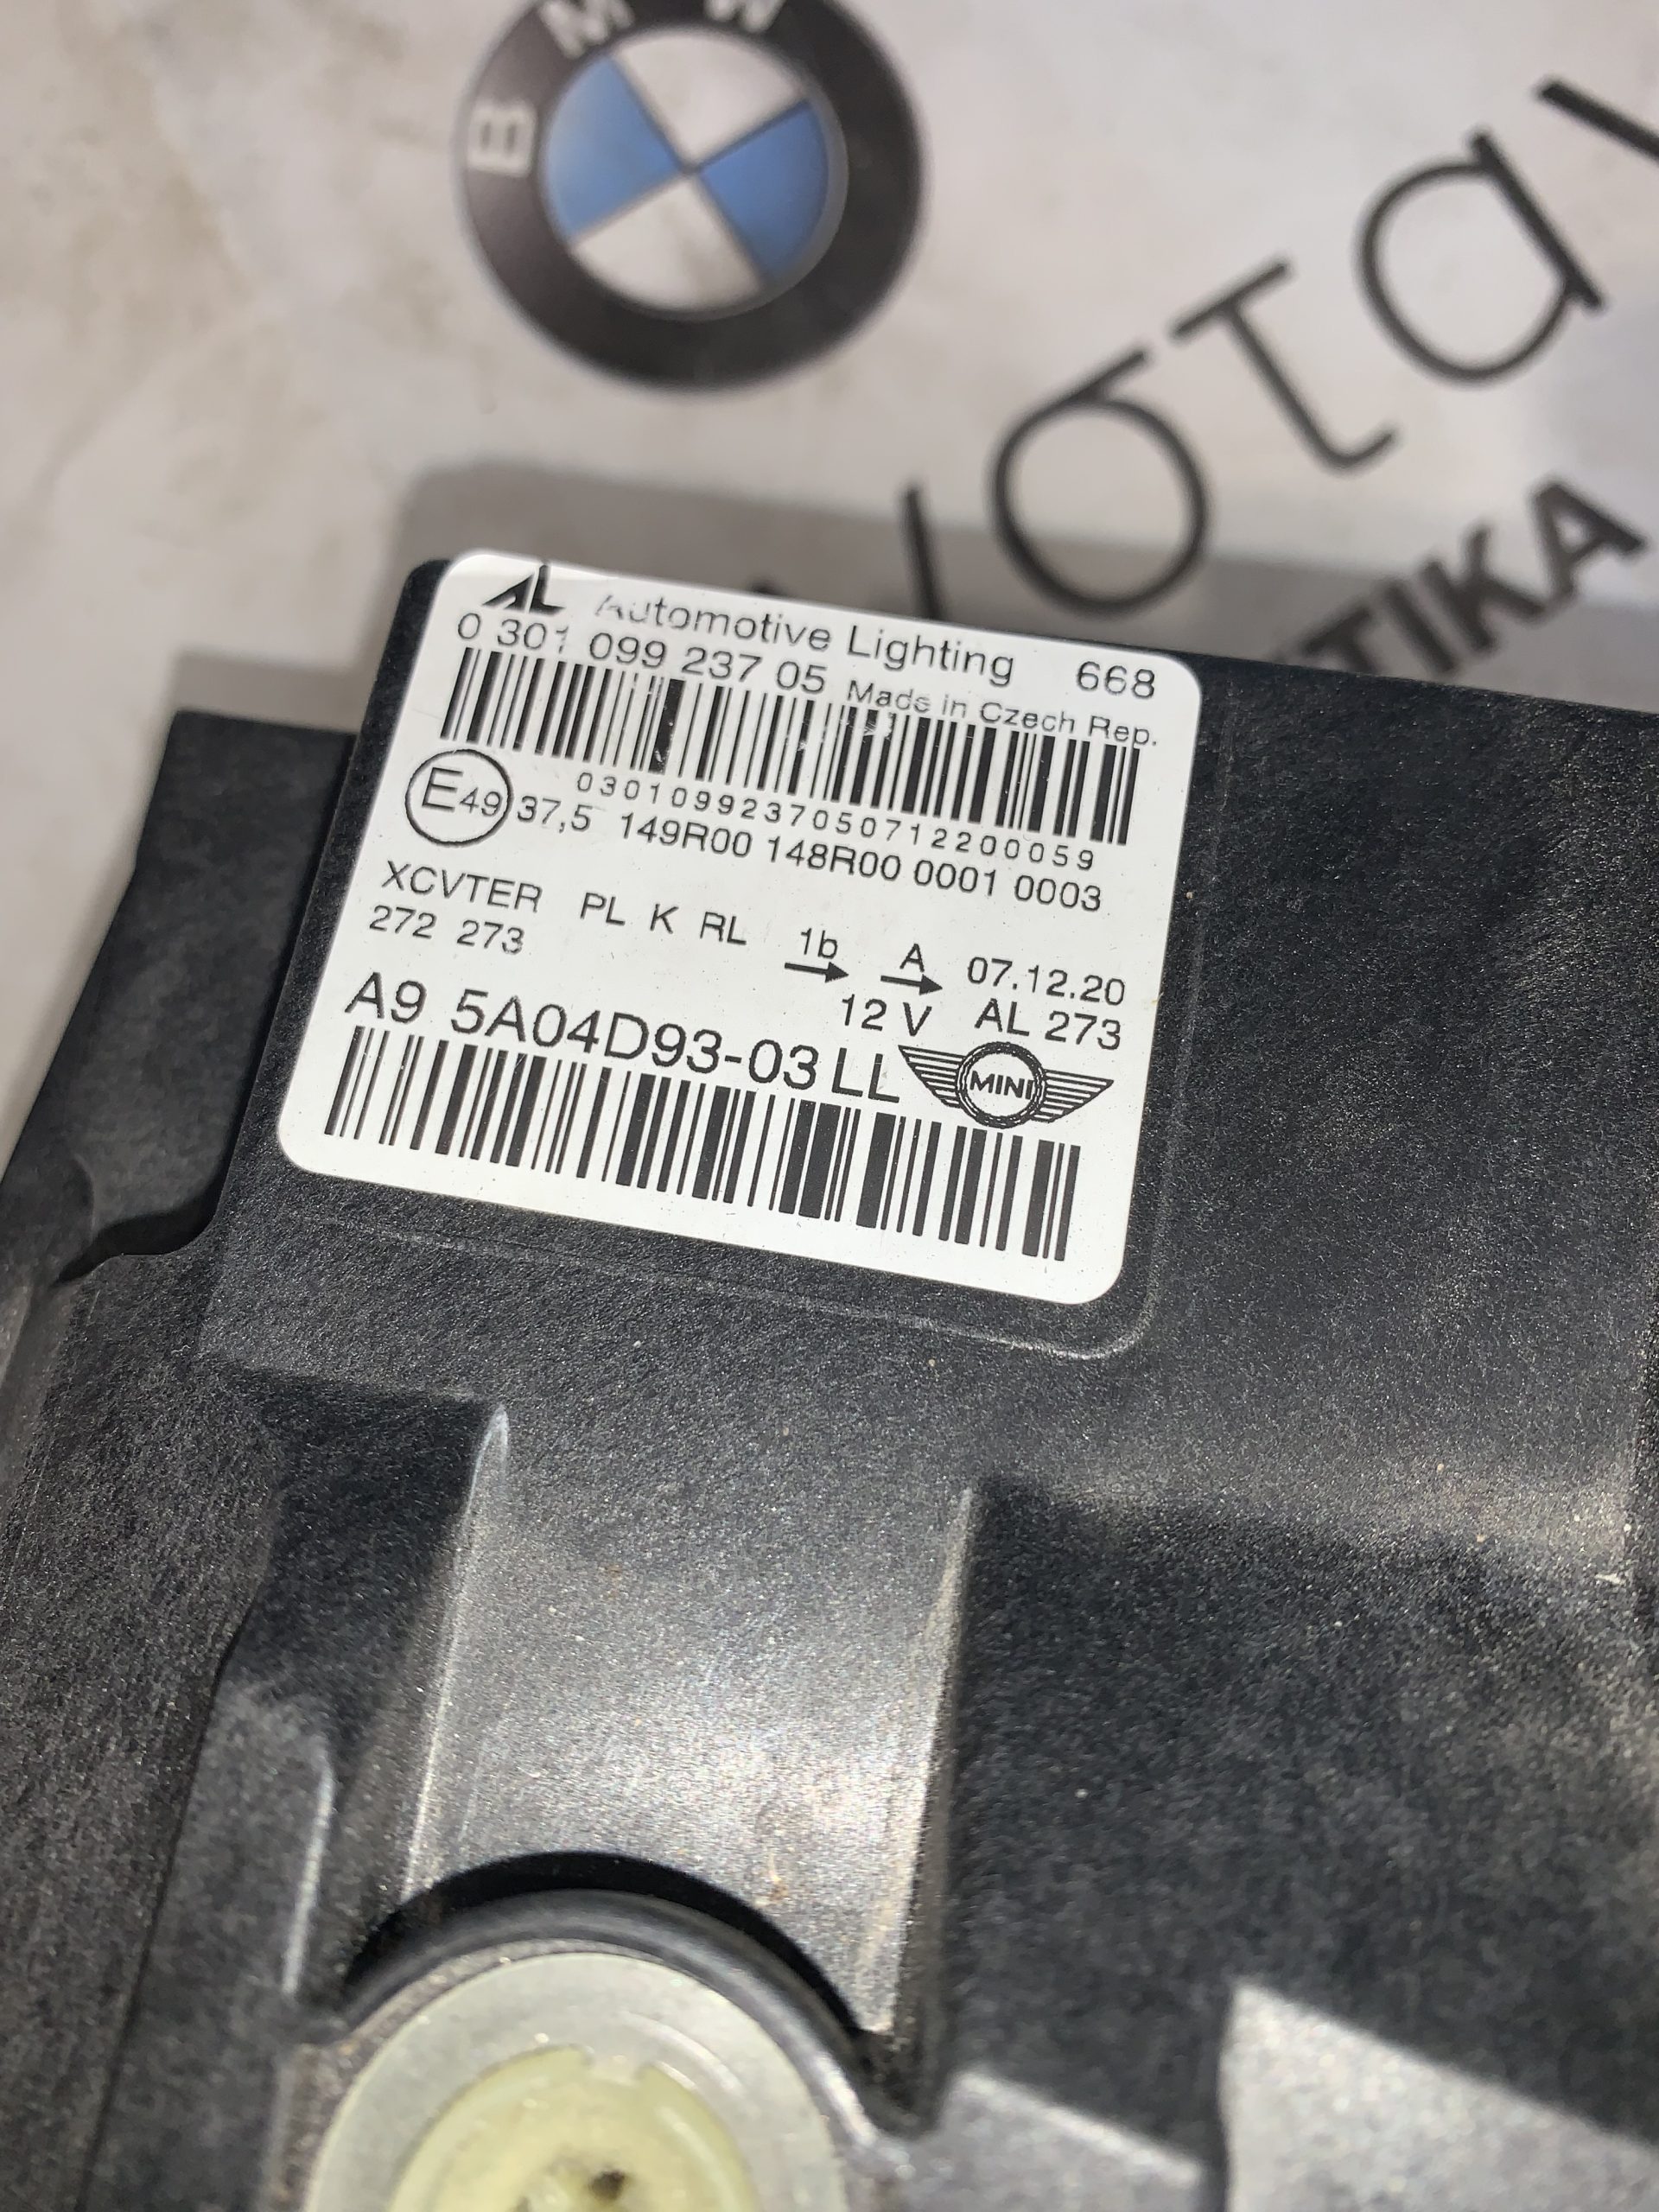 BMW
στα
ΤΙΚΑ
AL Automotive Lighting 668
0 301 099 237 05 Made in Czech Rep.
0301099237050712200059
E49 37,5 149R00 148R00 0001 0003
XCVTER PL K RL 1b A 07.12.20
272 273 12 V AL 273
A9 5A04D93-03 LL MINI